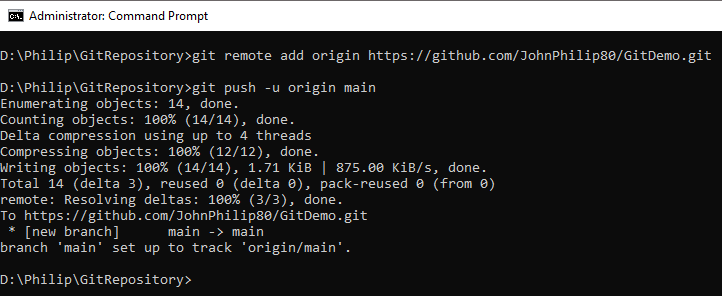 Administrator: Command Prompt
D:\Philip\GitRepository>git remote add origin https://github.com/JohnPhilip80/GitDemo.git
D:\Philip\GitRepository>git push -u origin main
Enumerating objects: 14, done.
Counting objects: 100% (14/14), done.
Delta compression using up to 4 threads
Compressing objects: 100% (12/12), done.
Writing objects: 100% (14/14), 1.71 KiB | 875.00 KiB/s, done.
Total 14 (delta 3), reused 0 (delta 0), pack-reused 0 (from 0)
remote: Resolving deltas: 100% (3/3), done.
To https://github.com/JohnPhilip80/GitDemo.git
 * [new branch]      main -> main
branch 'main' set up to track 'origin/main'.
D:\Philip\GitRepository>